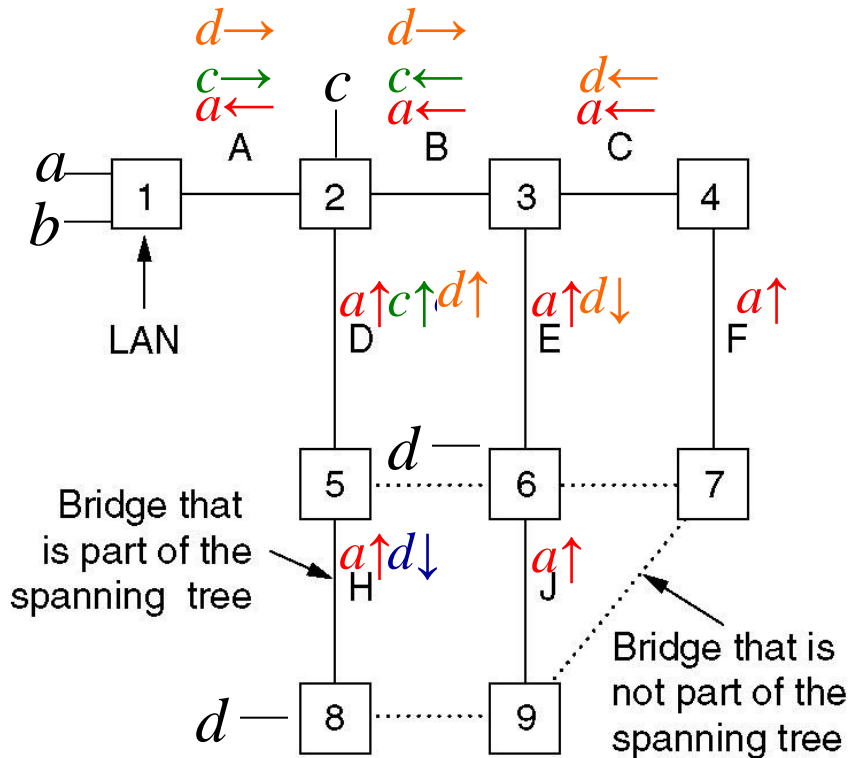 d→ d→
c→ c c← d←
a← a← a←
A B C
a
1 2 3 4
b
a↑c↑d↑ a↑d↓ a↑
LAN D E F
d
5 6 7
Bridge that
is part of the
spanning tree
a↑d↓ a↑
H J
Bridge that is
not part of the
spanning tree
d 8 9